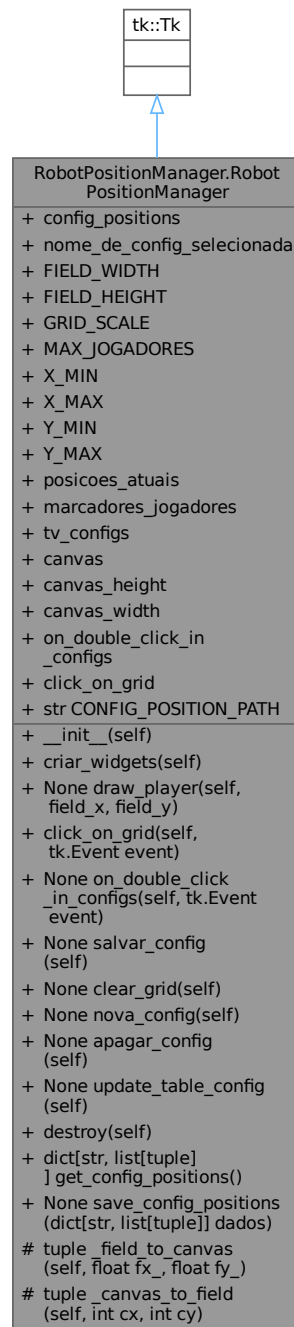 tk::Tk
RobotPositionManager.Robot
PositionManager
+ config_positions
+ nome_de_config_selecionada
+ FIELD_WIDTH
+ FIELD_HEIGHT
+ GRID_SCALE
+ MAX_JOGADORES
+ X_MIN
+ X_MAX
+ Y_MIN
+ Y_MAX
+ posicoes_atuais
+ marcadores_jogadores
+ tv_configs
+ canvas
+ canvas_height
+ canvas_width
+ on_double_click_in
_configs
+ click_on_grid
+ str CONFIG_POSITION_PATH
+ __init__(self)
+ criar_widgets(self)
+ None draw_player(self,
field_x, field_y)
+ click_on_grid(self,
tk.Event event)
+ None on_double_click
_in_configs(self, tk.Event
event)
+ None salvar_config
(self)
+ None clear_grid(self)
+ None nova_config(self)
+ None apagar_config
(self)
+ None update_table_config
(self)
+ destroy(self)
+ dict[str, list[tuple]
] get_config_positions()
+ None save_config_positions
(dict[str, list[tuple]] dados)
# tuple _field_to_canvas
(self, float fx_, float fy_)
# tuple _canvas_to_field
(self, int cx, int cy)